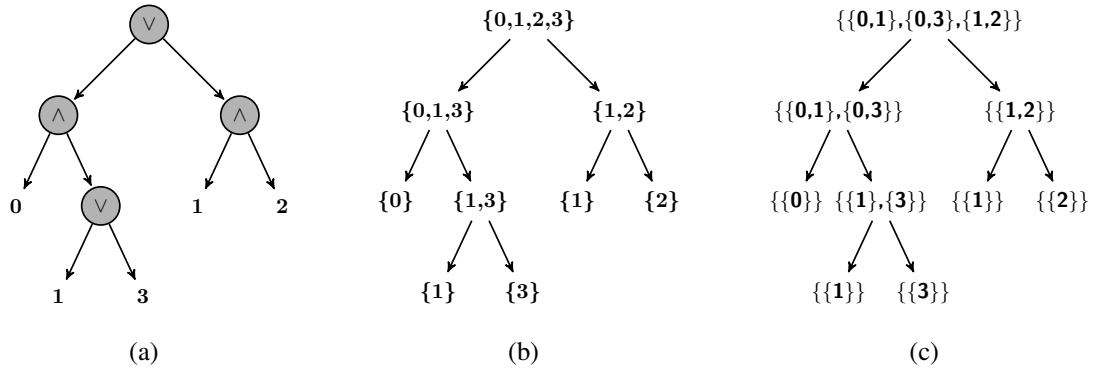 ∨ {0,1,2,3} {{0,1},{0,3},{1,2}}
∧ ∧ {0,1,3} {1,2} {{0,1},{0,3}} {{1,2}}
0 ∨ 1 2 {0} {1,3} {1} {2} {{0}} {{1},{3}} {{1}} {{2}}
1 3 {1} {3} {{1}} {{3}}
(a) (b) (c)